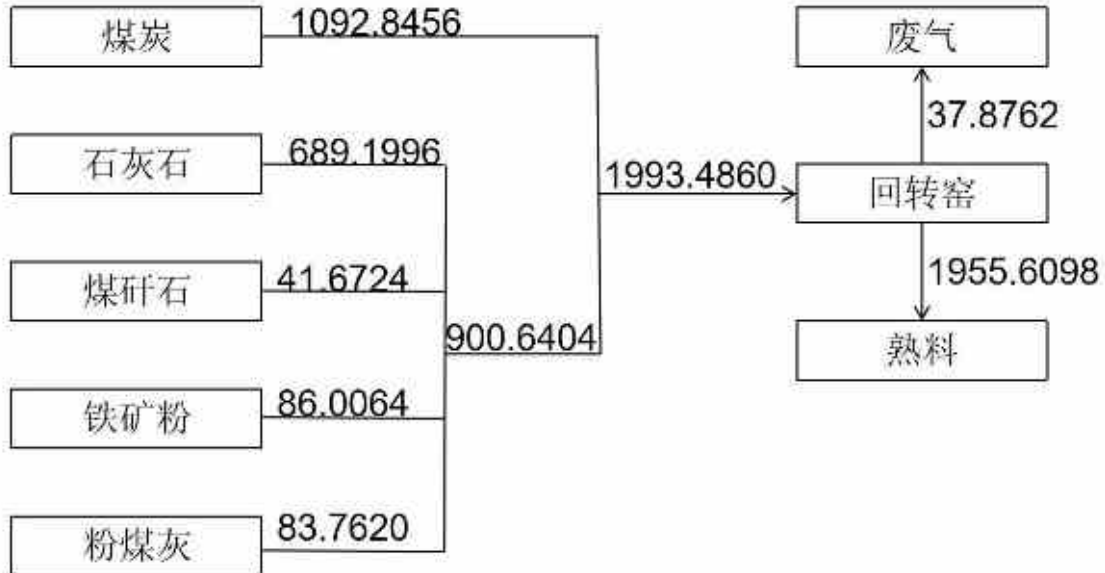 煤炭
1092.8456
石灰石
689.1996
煤矸石
41.6724
铁矿粉
86.0064
粉煤灰
83.7620
900.6404
1993.4860
废气
37.8762
回转窑
1955.6098
熟料